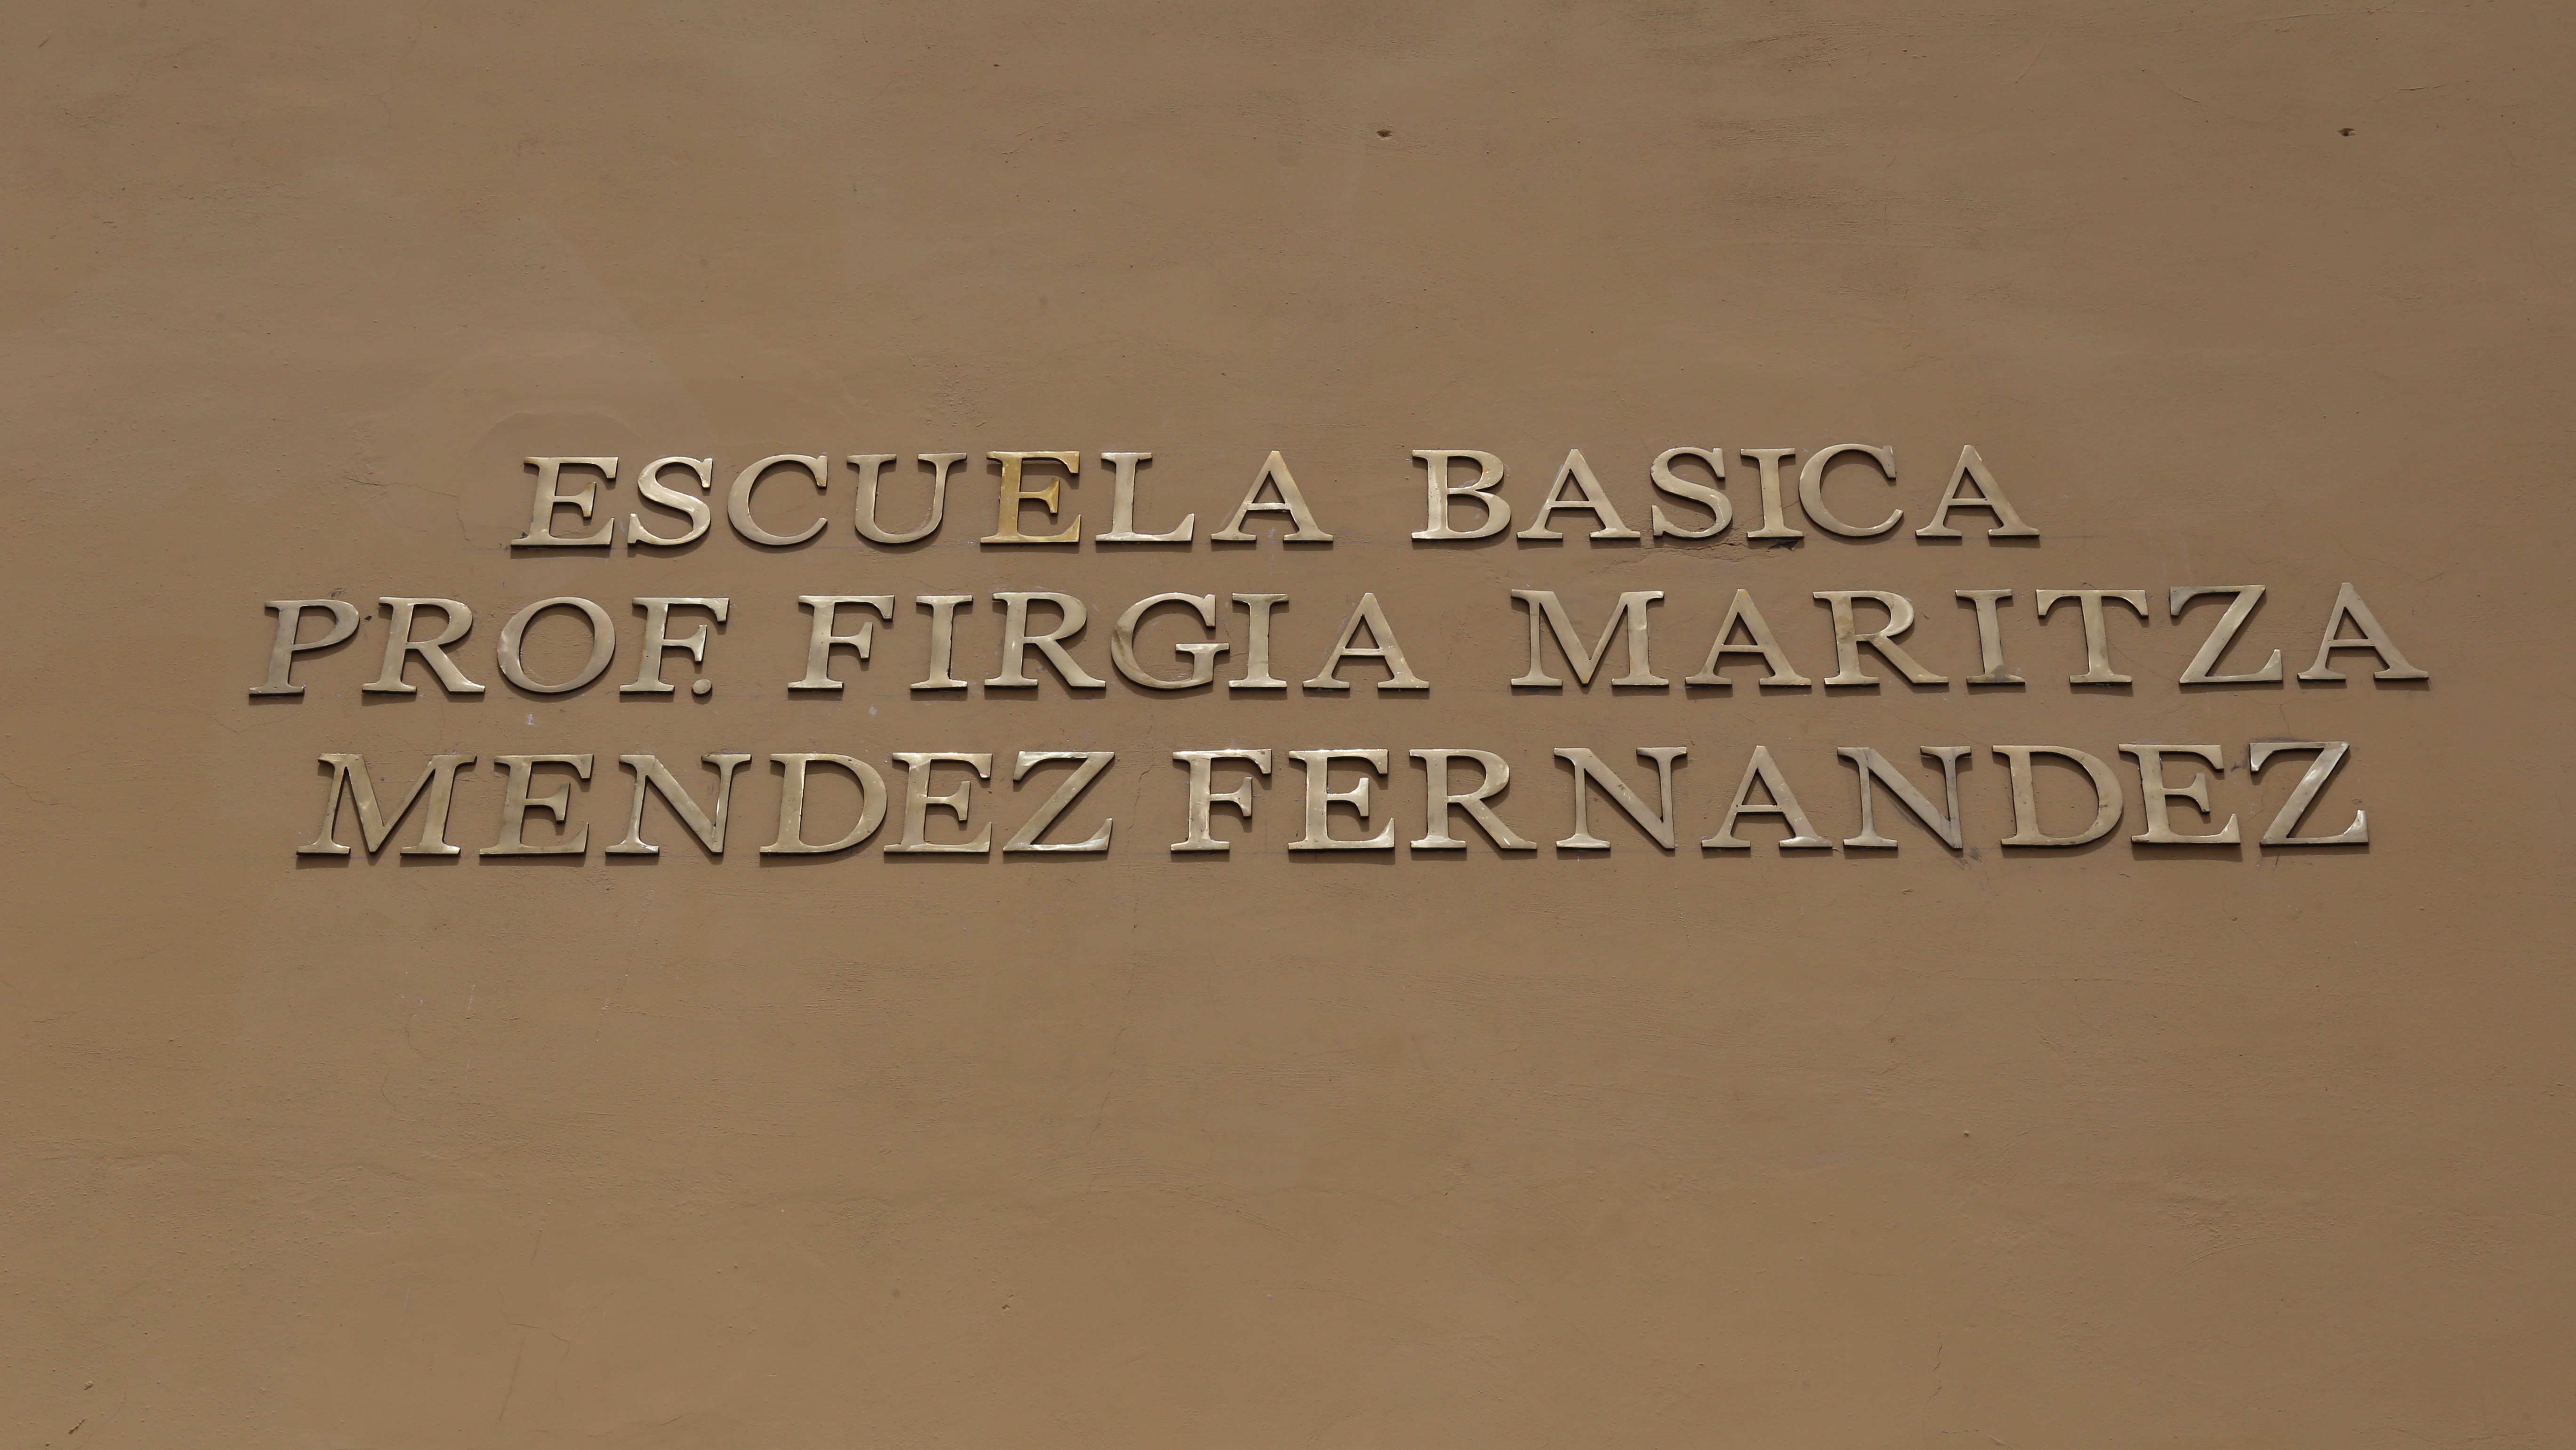 ESCUELA BASICA
PROF. FIRGIA MARITZA
MENDEZ FERNANDEZ